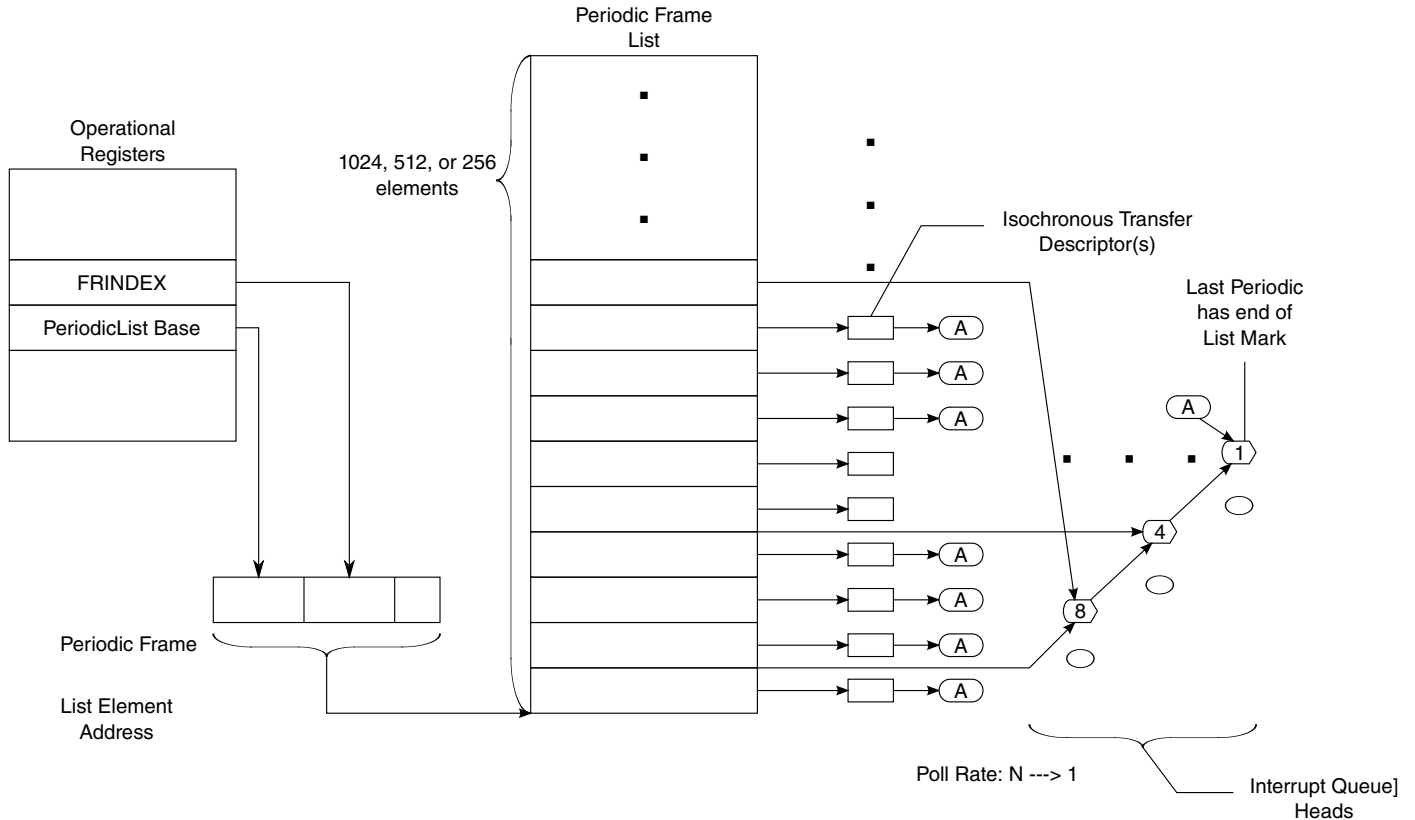 Periodic Frame
List
Operational
Registers
1024, 512, or 256
elements
Isochronous Transfer
Descriptor(s)
FRINDEX
PeriodicList Base
Last Periodic
has end of
List Mark
A
A
A
A
1
4
A
A
8
A
A
Periodic Frame
List Element
Address
Poll Rate: N ---> 1
Interrupt Queue]
Heads